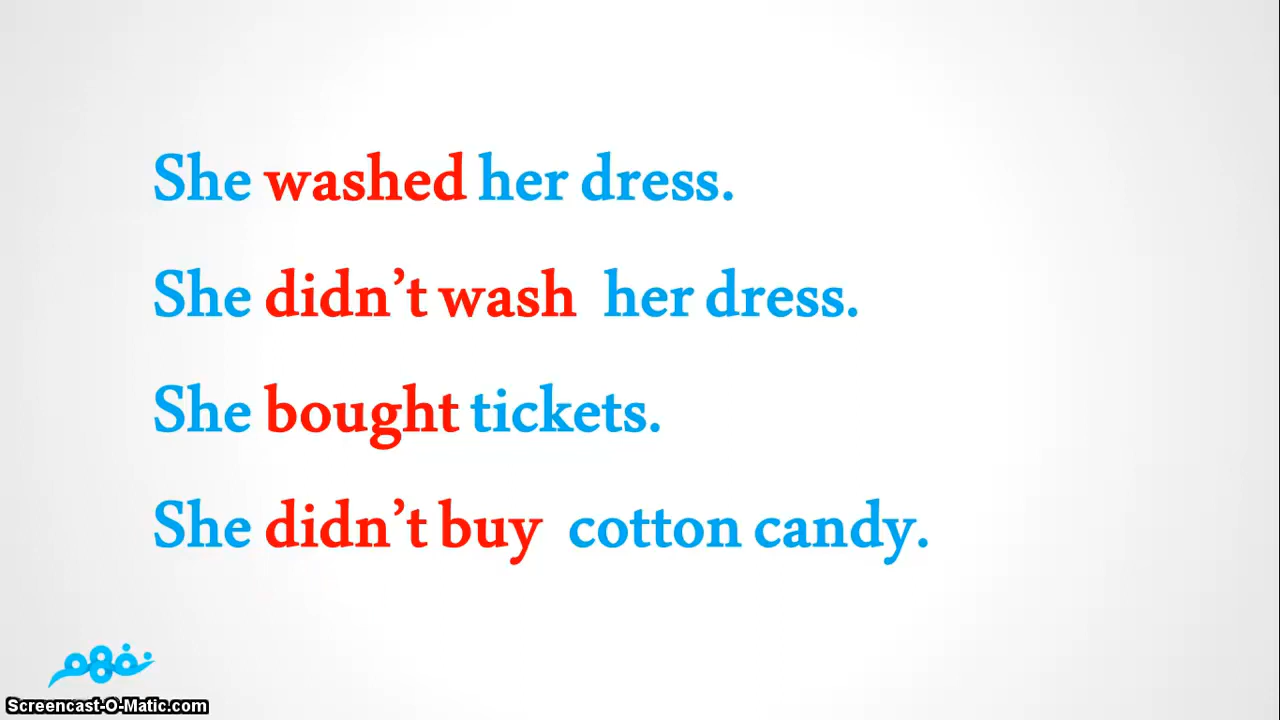 She washed her dress.
She didn’t wash her dress.
She bought tickets.
She didn’t buy cotton candy.
نفهم
Screencast-O-Matic.com